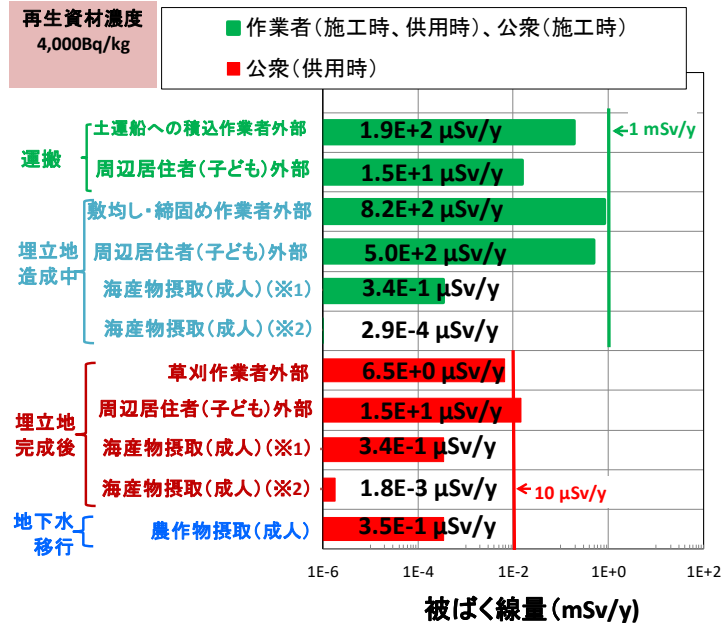 再生資材濃度
4,000Bq/kg
作業者(施工時、供用時)、公衆(施工時)
公衆(供用時)
運搬
土運船への積込作業者外部
1.9E+2 μSv/y
1 mSv/y
周辺居住者(子ども)外部
1.5E+1 μSv/y
埋立地
造成中
敷均し・締固め作業者外部
8.2E+2 μSv/y
周辺居住者(子ども)外部
5.0E+2 μSv/y
海産物摂取(成人)(※1)
3.4E-1 μSv/y
海産物摂取(成人)(※2)
2.9E-4 μSv/y
埋立地
完成後
草刈作業者外部
6.5E+0 μSv/y
周辺居住者(子ども)外部
1.5E+1 μSv/y
海産物摂取(成人)(※1)
3.4E-1 μSv/y
海産物摂取(成人)(※2)
1.8E-3 μSv/y
10 μSv/y
地下水
移行
農作物摂取(成人)
3.5E-1 μSv/y
1E-6 1E-4 1E-2 1E+0 1E+2
被ばく線量(mSv/y)